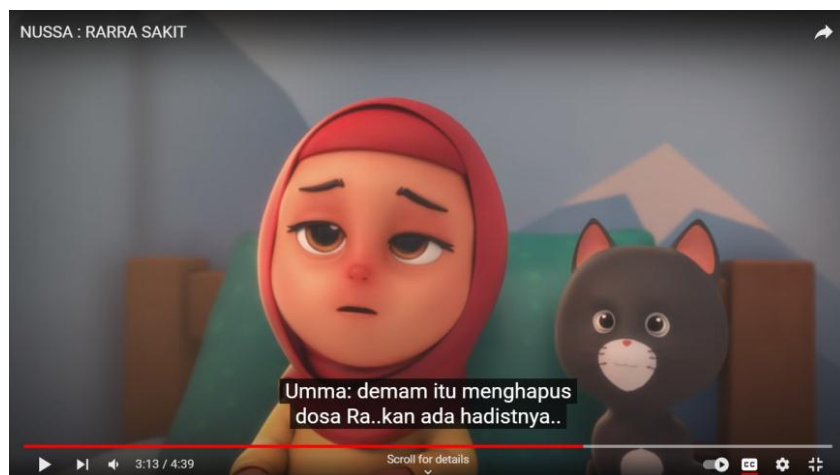 NUSSA : RARRA SAKIT
Umma: demam itu menghapus
dosa Ra..kan ada hadistnya..
3:13 / 4:39
Scroll for details
CC